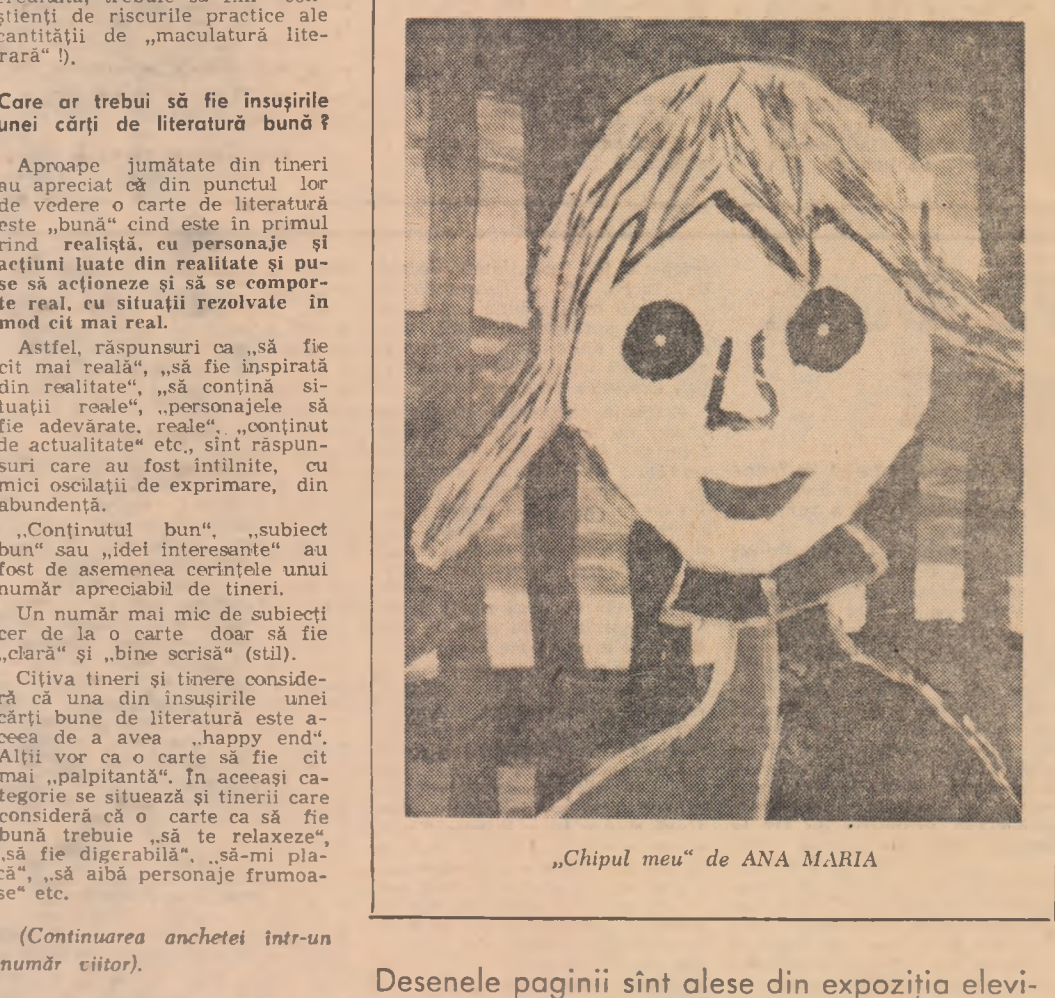 știenți de riscurile practice ale
cantității de „maculatură lite-
rară“ !).
Care ar trebui să fie însușirile
unei cărți de literatură bună ?
Aproape jumătate din tineri
au apreciat că din punctul lor
de vedere o carte de literatură
este „bună“ cind este în primul
rind realistă, cu personaje și
acțiuni luate din realitate și pu-
se să acționeze și să se compor-
te real, cu situații rezolvate în
mod cit mai real.
Astfel, răspunsuri ca „să fie
cit mai reală“, „să fie inspirată
din realitate“, „să conțină si-
tuații reale“, „personajele să
fie adevărate, reale“, „conținut
de actualitate“ etc., sînt răspun-
suri care au fost întîlnite, cu
mici oscilații de exprimare, din
abundență.
„Conținutul bun“, „subiect
bun“ sau „idei interesante“ au
fost de asemenea cerințele unui
număr apreciabil de tineri.
Un număr mai mic de subiecți
cer de la o carte doar să fie
„clară“ și „bine scrisă“ (stil).
Cițiva tineri și tinere conside-
ră că una din însușirile unei
cărți bune de literatură este a-
ceea de a avea „happy end“.
Alții vor ca o carte să fie cit
mai „palpitantă“. În aceeași ca-
tegorie se situează și tinerii care
consideră că o carte ca să fie
bună trebuie „să te relaxeze“,
„să fie digerabilă“, „să-mi pla-
că“, „să aibă personaje frumoa-
se“ etc.
(Continuarea anchetei într-un
număr viitor).
„Chipul meu“ de ANA MARIA
Desenele paginii sînt alese din expoziția elevi-